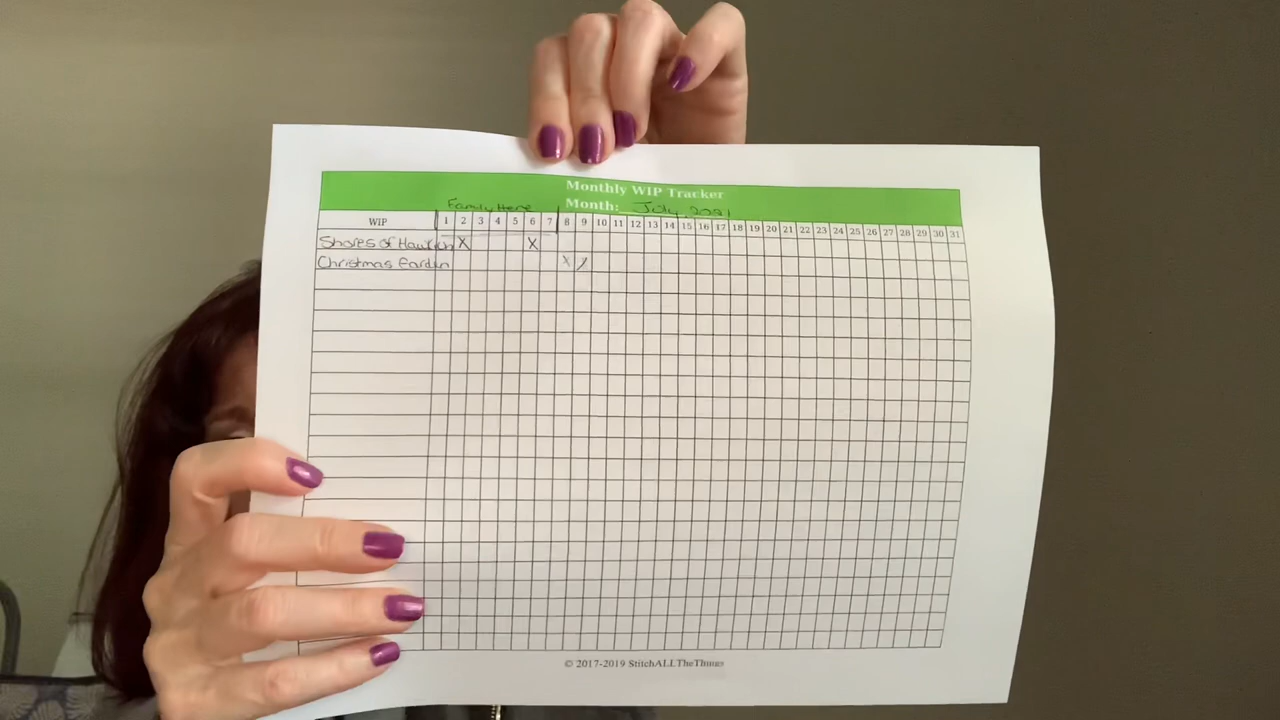 Monthly WIP Tracker
Family Here Month: July 2021
WIP 1 2 3 4 5 6 7 8 9 10 11 12 13 14 15 16 17 18 19 20 21 22 23 24 25 26 27 28 29 30 31
Shores of X X
Christmas X X
© 2017-2019 StitchALLTheThings